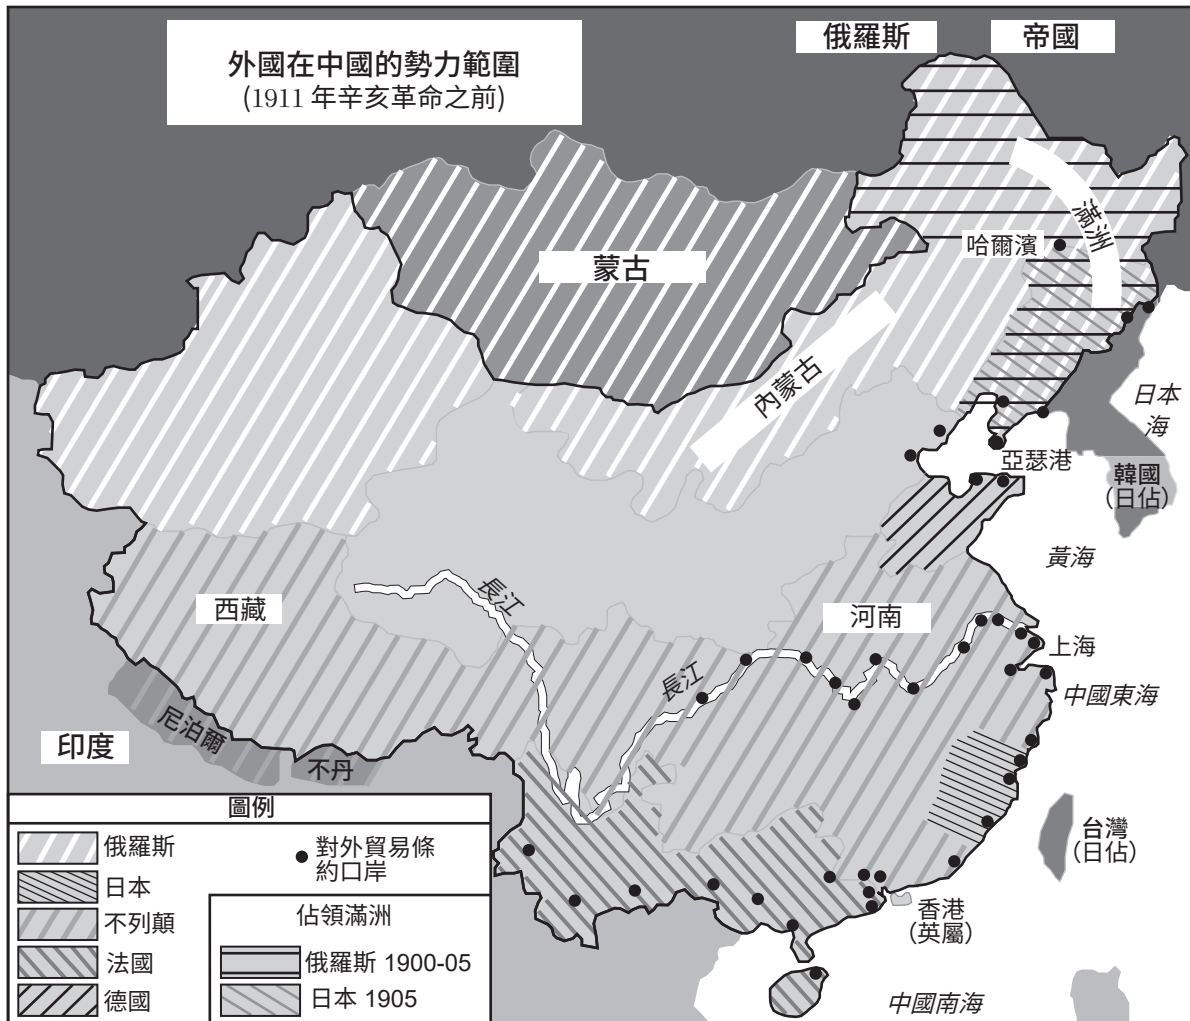 外國在中國的勢力範圍
(1911 年辛亥革命之前)
俄羅斯
帝國
滿洲
哈爾濱
蒙古
內蒙古
日本
海
亞瑟港
韓國
(日佔)
黃海
長江
西藏
河南
上海
長江
中國東海
尼泊爾
印度
不丹
台灣
(日佔)
香港
(英屬)
中國南海
圖例
俄羅斯
日本
不列顛
法國
德國
對外貿易條
約口岸
佔領滿洲
俄羅斯 1900-05
日本 1905